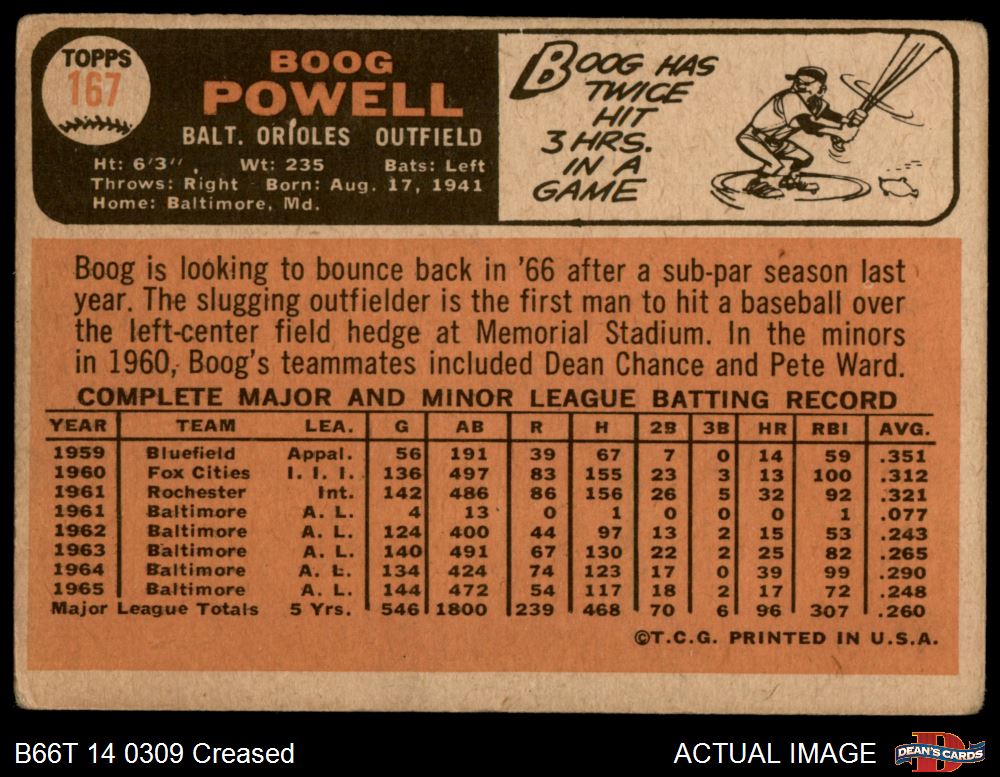 TOPPS
167
BOOG
POWELL
BALT. ORIOLES OUTFIELD
Ht: 6'3" Wt: 235 Bats: Left
Throws: Right Born: Aug. 17, 1941
Home: Baltimore, Md.
BOOG HAS
TWICE
HIT
3 HRS.
IN A
GAME
Boog is looking to bounce back in '66 after a sub-par season last
year. The slugging outfielder is the first man to hit a baseball over
the left-center field hedge at Memorial Stadium. In the minors
in 1960, Boog's teammates included Dean Chance and Pete Ward.
COMPLETE MAJOR AND MINOR LEAGUE BATTING RECORD
YEAR TEAM LEA. G AB R H 2B 3B HR RBI AVG.
1959 Bluefield Appal. 56 191 39 67 7 0 14 59 .351
1960 Fox Cities I. I. I. 136 497 83 155 23 3 13 100 .312
1961 Rochester Int. 142 486 86 156 26 5 32 92 .321
1961 Baltimore A. L. 4 13 0 1 0 0 0 1 .077
1962 Baltimore A. L. 124 400 44 97 13 2 15 53 .243
1963 Baltimore A. L. 140 491 67 130 22 2 25 82 .265
1964 Baltimore A. L. 134 424 74 123 17 0 39 99 .290
1965 Baltimore A. L. 144 472 54 117 18 2 17 72 .248
Major League Totals 5 Yrs. 546 1800 239 468 70 6 96 307 .260
©T.C.G. PRINTED IN U.S.A.
B66T 14 0309 Creased
ACTUAL IMAGE
DEAN'S CARDS